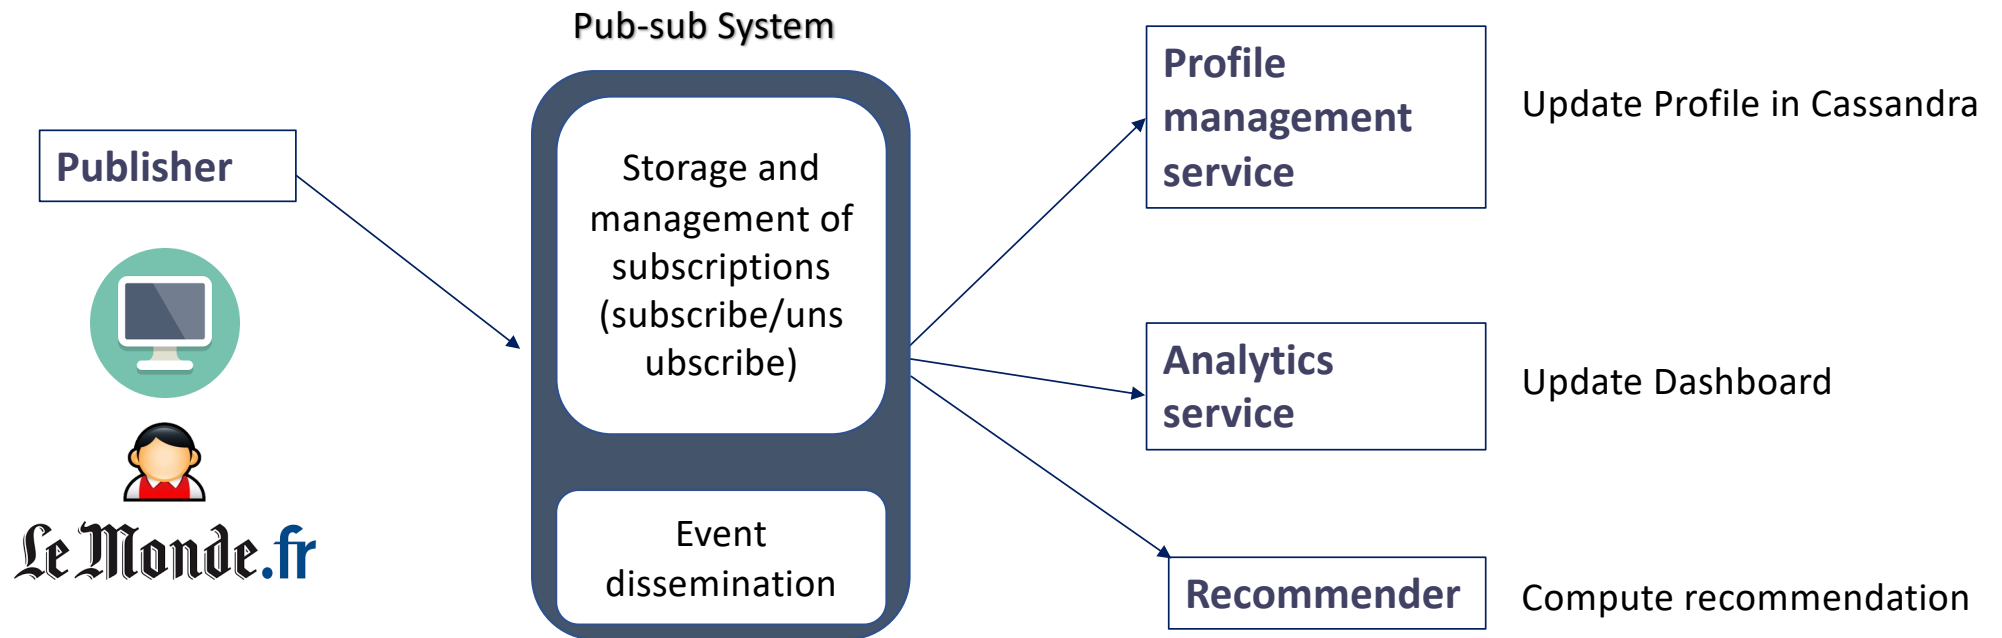 Pub-sub System
Publisher
Le Monde.fr
Storage and
management of
subscriptions
(subscribe/uns
ubscribe)
Event
dissemination
Profile
management
service
Update Profile in Cassandra
Analytics
service
Update Dashboard
Recommender
Compute recommendation